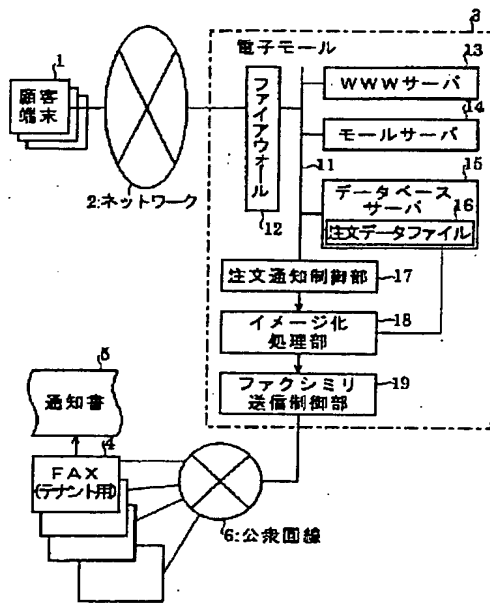 3
電子モール
13
WWWサーバ
14
モールサーバ
15
データベース
サーバ
16
注文データファイル
1
顧客
端末
2:ネットワーク
ファイアウォール
12
11
注文通知制御部
17
イメージ化
処理部
18
ファクシミリ
送信制御部
19
5
通知書
4
FAX
(テナント用)
6:公衆回線